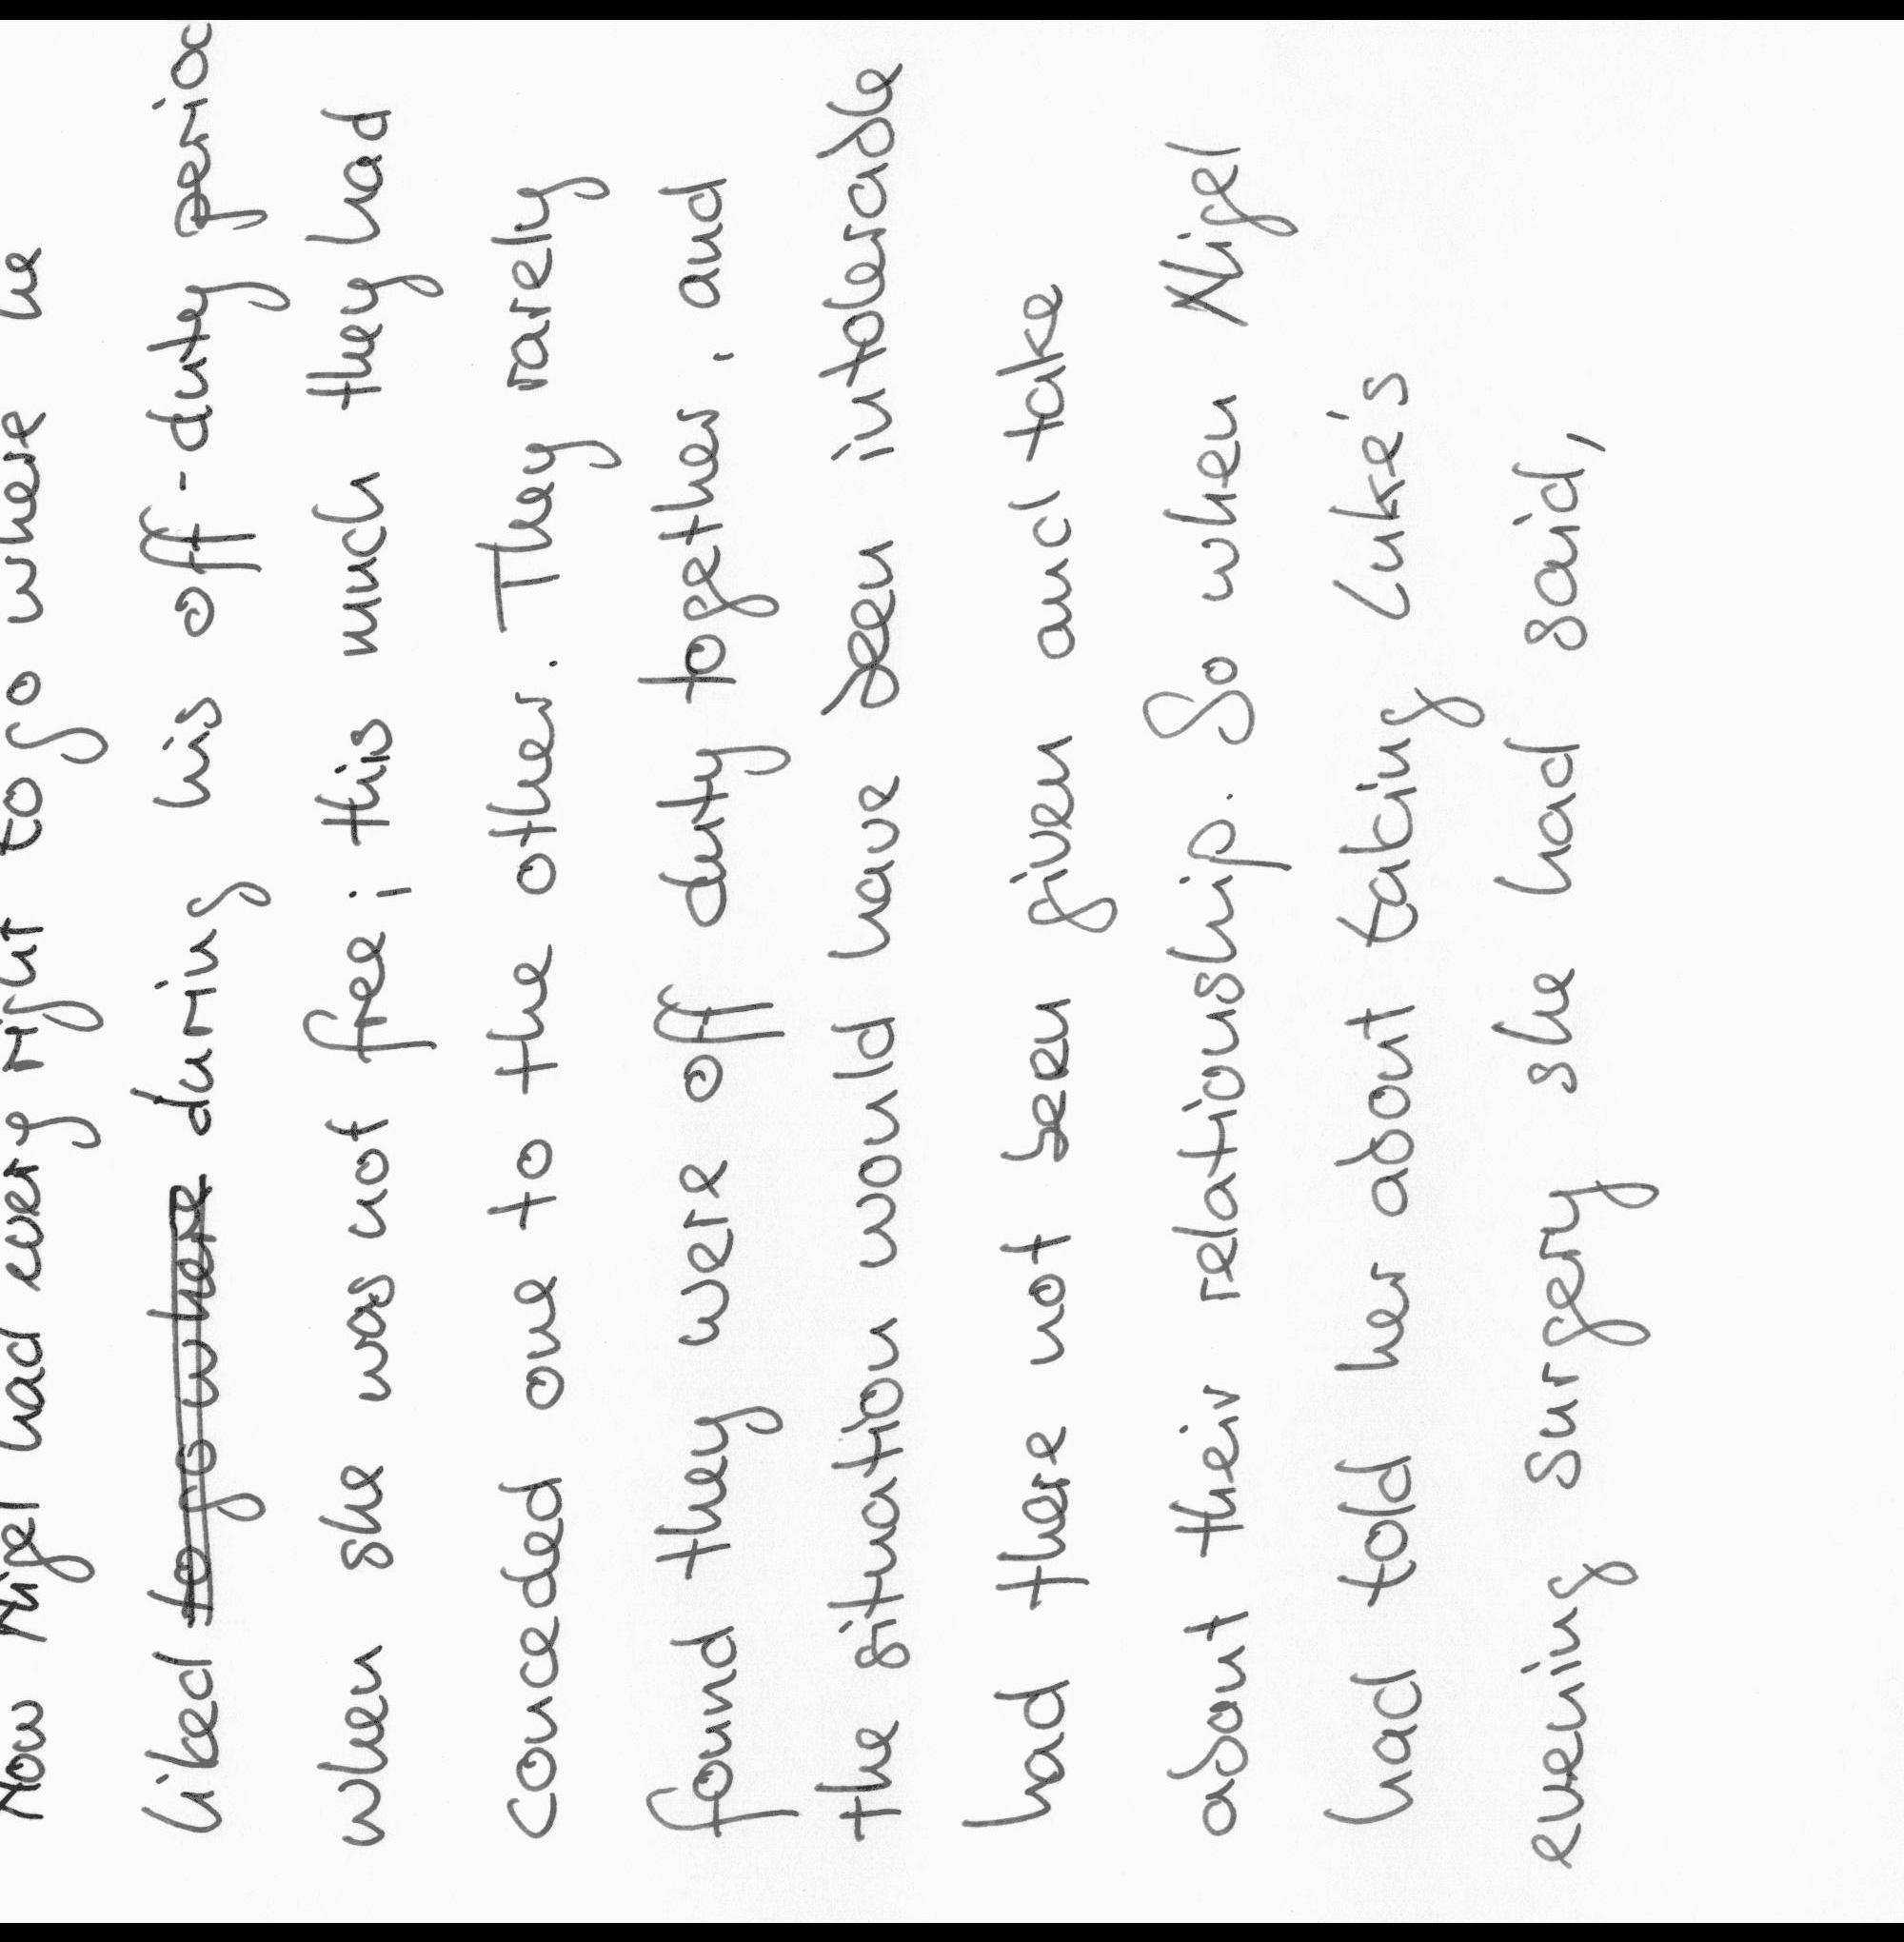 Now Nigel had every right to go where he
liked to go where during his off-duty period
when she was not free; this much they had
conceded one to the other. They rarely
found they were off duty together, and
the situation would have been intolerable
had there not been given and take
about their relationship. So when Nigel
had told her about taking Luke's
evening surgery she had said,